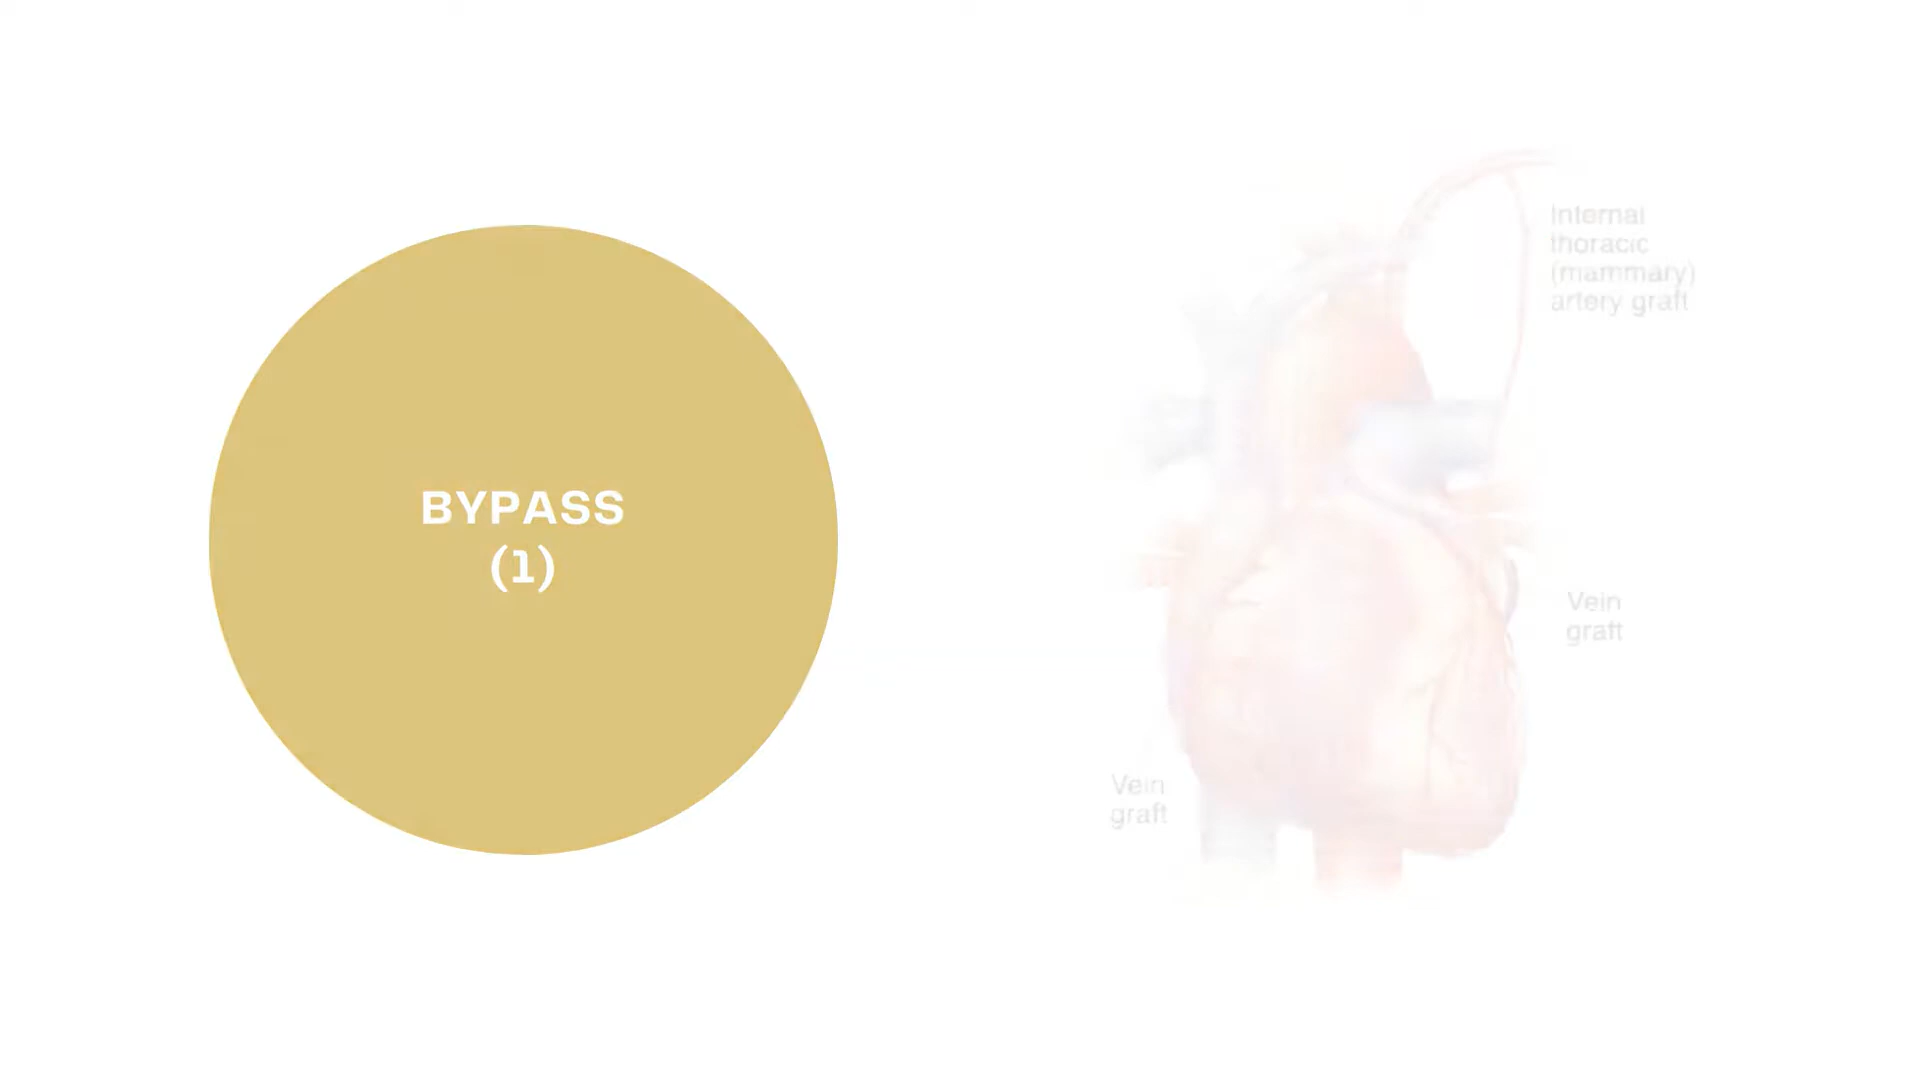 BYPASS
(1)
Internal
thoracic
(mammary)
artery graft
Vein
graft
Vein
graft